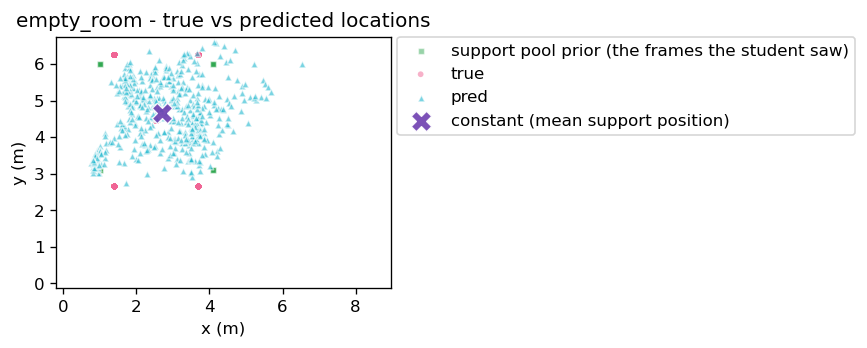 empty_room - true vs predicted locations
support pool prior (the frames the student saw)
true
pred
constant (mean support position)
y (m)
6
5
4
3
2
1
0
0 2 4 6 8
x (m)